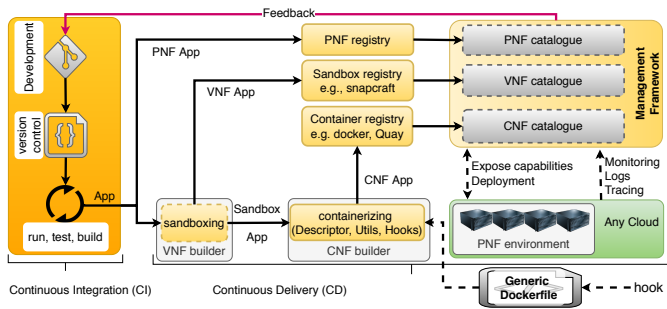 Feedback
Development
version
control
run, test, build
App
PNF App
VNF App
PNF registry
Sandbox registry
e.g., snapcraft
Container registry
e.g. docker, Quay
CNF App
PNF catalogue
VNF catalogue
CNF catalogue
Management
Framework
Expose capabilities
Deployment
Monitoring
Logs
Tracing
sandboxing
VNF builder
Sandbox
App
containerizing
(Descriptor, Utils, Hooks)
CNF builder
PNF environment
Any Cloud
Continuous Integration (CI)
Continuous Delivery (CD)
Generic
Dockerfile
hook